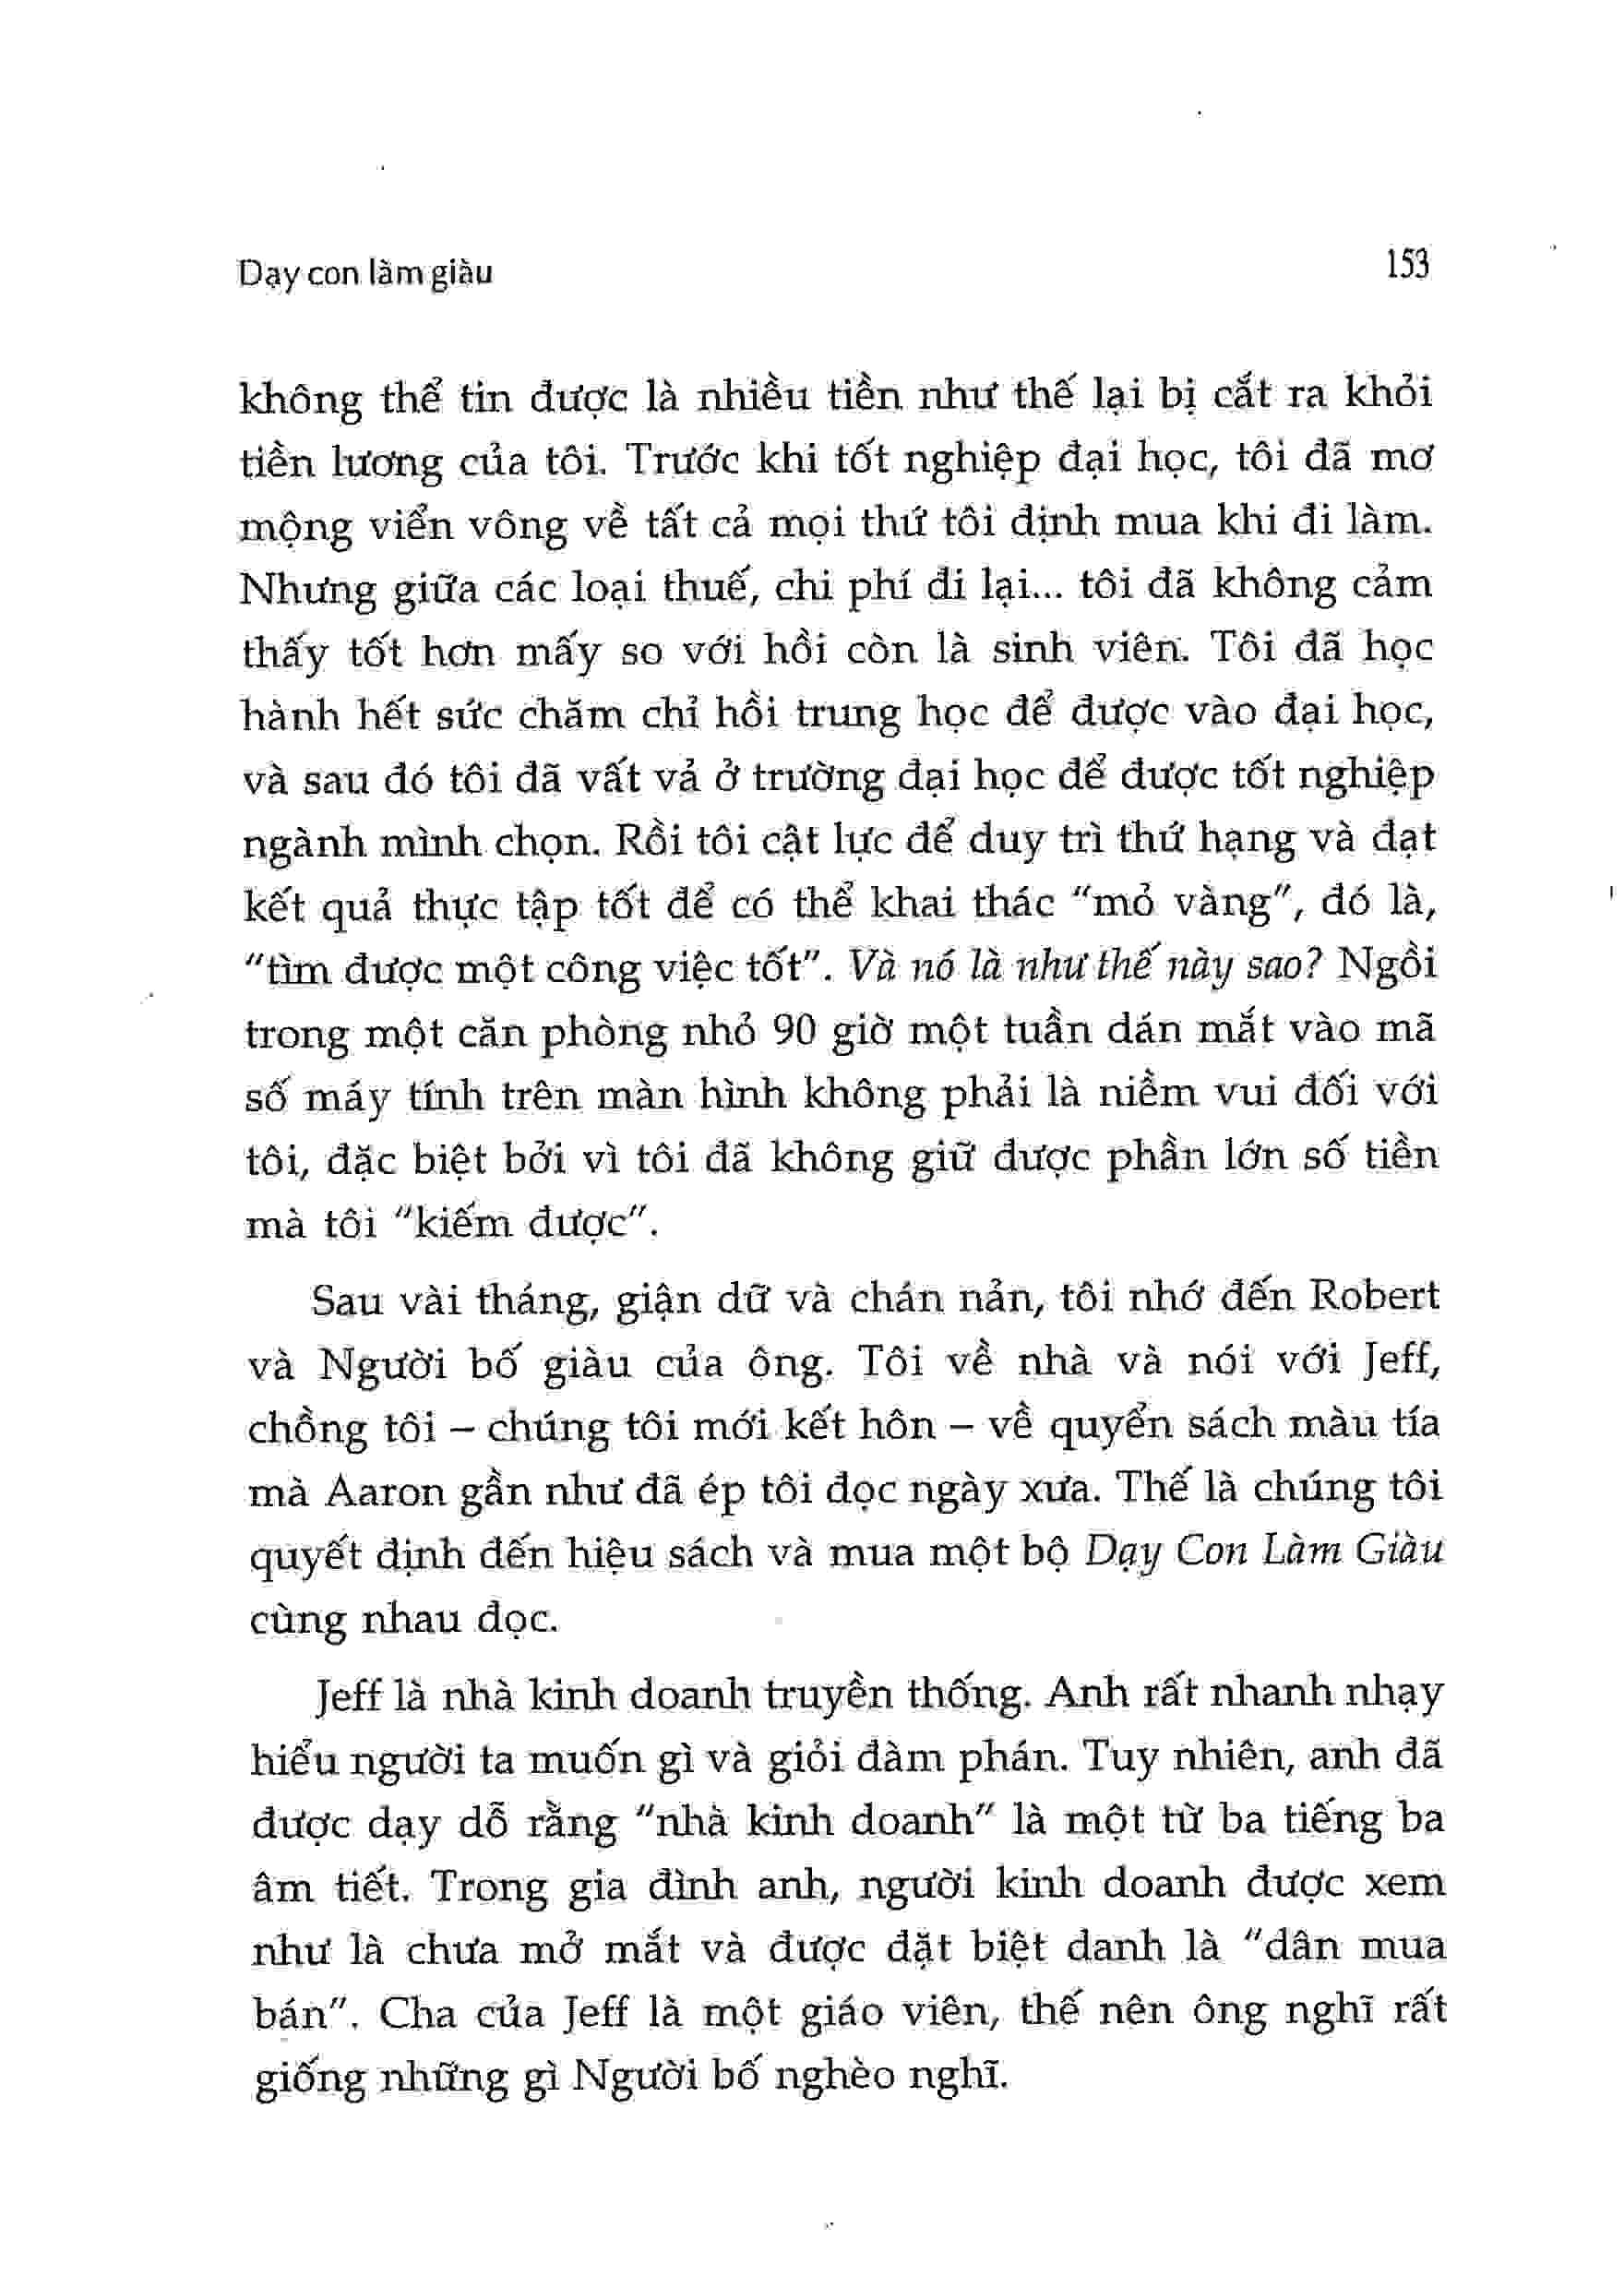 Dạy con làm giàu
153
không thể tin được là nhiều tiền như thế lại bị cắt ra khỏi
tiền lương của tôi. Trước khi tốt nghiệp đại học, tôi đã mơ
mộng viển vông về tất cả mọi thứ tôi định mua khi đi làm.
Nhưng giữa các loại thuế, chi phí đi lại... tôi đã không cảm
thấy tốt hơn mấy so với hồi còn là sinh viên. Tôi đã học
hành hết sức chăm chỉ hồi trung học để được vào đại học,
và sau đó tôi đã vất vả ở trường đại học để được tốt nghiệp
ngành mình chọn. Rồi tôi cật lực để duy trì thứ hạng và đạt
kết quả thực tập tốt để có thể khai thác “mỏ vàng”, đó là,
“tìm được một công việc tốt”. Và nó là như thế này sao? Ngồi
trong một căn phòng nhỏ 90 giờ một tuần dán mắt vào mã
số máy tính trên màn hình không phải là niềm vui đối với
tôi, đặc biệt bởi vì tôi đã không giữ được phần lớn số tiền
mà tôi “kiếm được”.
Sau vài tháng, giận dữ và chán nản, tôi nhớ đến Robert
và Người bố giàu của ông. Tôi về nhà và nói với Jeff,
chồng tôi – chúng tôi mới kết hôn – về quyển sách màu tía
mà Aaron gần như đã ép tôi đọc ngày xưa. Thế là chúng tôi
quyết định đến hiệu sách và mua một bộ Dạy Con Làm Giàu
cùng nhau đọc.
Jeff là nhà kinh doanh truyền thống. Anh rất nhanh nhạy
hiểu người ta muốn gì và giỏi đàm phán. Tuy nhiên, anh đã
được dạy dỗ rằng “nhà kinh doanh” là một từ ba tiếng ba
âm tiết. Trong gia đình anh, người kinh doanh được xem
như là chưa mở mắt và được đặt biệt danh là “dân mua
bán”. Cha của Jeff là một giáo viên, thế nên ông nghĩ rất
giống những gì Người bố nghèo nghĩ.